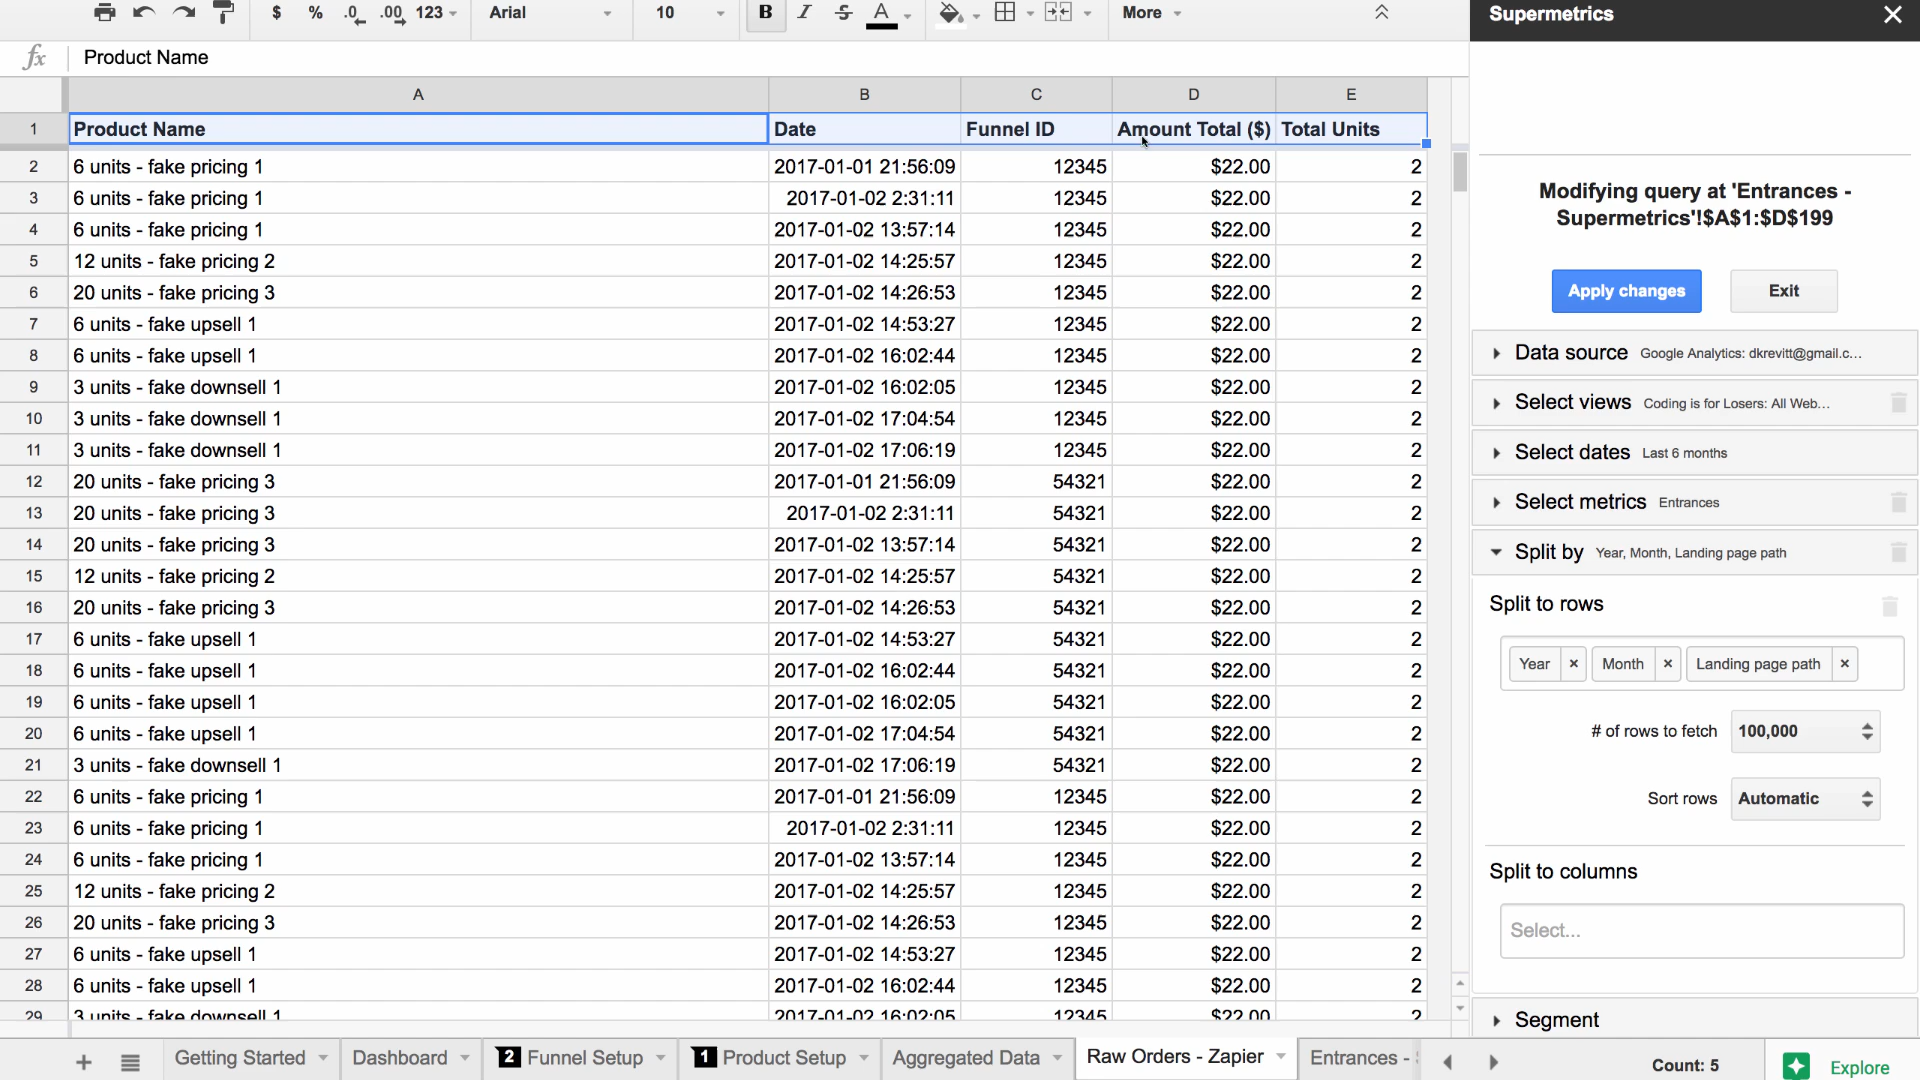 $ % .0 .00 123 Arial 10 B I S A More
Supermetrics
fx Product Name
A B C D E
1 Product Name Date Funnel ID Amount Total ($) Total Units
2 6 units - fake pricing 1 2017-01-01 21:56:09 12345 $22.00 2
3 6 units - fake pricing 1 2017-01-02 2:31:11 12345 $22.00 2
4 6 units - fake pricing 1 2017-01-02 13:57:14 12345 $22.00 2
5 12 units - fake pricing 2 2017-01-02 14:25:57 12345 $22.00 2
6 20 units - fake pricing 3 2017-01-02 14:26:53 12345 $22.00 2
7 6 units - fake upsell 1 2017-01-02 14:53:27 12345 $22.00 2
8 6 units - fake upsell 1 2017-01-02 16:02:44 12345 $22.00 2
9 3 units - fake downsell 1 2017-01-02 16:02:05 12345 $22.00 2
10 3 units - fake downsell 1 2017-01-02 17:04:54 12345 $22.00 2
11 3 units - fake downsell 1 2017-01-02 17:06:19 12345 $22.00 2
12 20 units - fake pricing 3 2017-01-01 21:56:09 54321 $22.00 2
13 20 units - fake pricing 3 2017-01-02 2:31:11 54321 $22.00 2
14 20 units - fake pricing 3 2017-01-02 13:57:14 54321 $22.00 2
15 12 units - fake pricing 2 2017-01-02 14:25:57 54321 $22.00 2
16 20 units - fake pricing 3 2017-01-02 14:26:53 54321 $22.00 2
17 6 units - fake upsell 1 2017-01-02 14:53:27 54321 $22.00 2
18 6 units - fake upsell 1 2017-01-02 16:02:44 54321 $22.00 2
19 6 units - fake upsell 1 2017-01-02 16:02:05 54321 $22.00 2
20 6 units - fake upsell 1 2017-01-02 17:04:54 54321 $22.00 2
21 3 units - fake downsell 1 2017-01-02 17:06:19 54321 $22.00 2
22 6 units - fake pricing 1 2017-01-01 21:56:09 12345 $22.00 2
23 6 units - fake pricing 1 2017-01-02 2:31:11 12345 $22.00 2
24 6 units - fake pricing 1 2017-01-02 13:57:14 12345 $22.00 2
25 12 units - fake pricing 2 2017-01-02 14:25:57 12345 $22.00 2
26 20 units - fake pricing 3 2017-01-02 14:26:53 12345 $22.00 2
27 6 units - fake upsell 1 2017-01-02 14:53:27 12345 $22.00 2
28 6 units - fake upsell 1 2017-01-02 16:02:44 12345 $22.00 2
29 3 units - fake downsell 1 2017-01-02 16:02:05 12345 $22.00 2
Modifying query at 'Entrances -
Supermetrics'!$A$1:$D$199
Apply changes Exit
Data source Google Analytics: dkrevitt@gmail.c...
Select views Coding is for Losers: All Web...
Select dates Last 6 months
Select metrics Entrances
Split by Year, Month, Landing page path
Split to rows
Year × Month × Landing page path ×
# of rows to fetch 100,000
Sort rows Automatic
Split to columns
Select...
Segment
Getting Started Dashboard 2 Funnel Setup 1 Product Setup Aggregated Data Raw Orders - Zapier Entrances - Count: 5 Explore